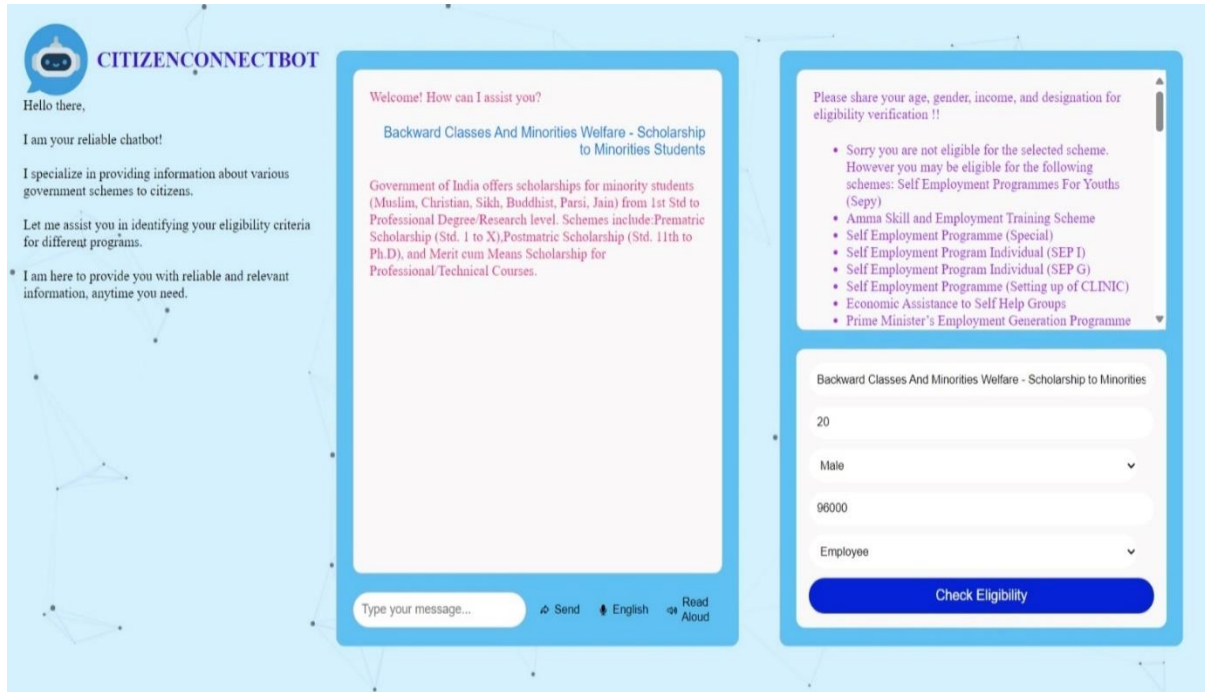 CITIZENCONNECTBOT
Hello there,
I am your reliable chatbot!
I specialize in providing information about various
government schemes to citizens.
Let me assist you in identifying your eligibility criteria
for different programs.
I am here to provide you with reliable and relevant
information, anytime you need.
Welcome! How can I assist you?
Backward Classes And Minorities Welfare - Scholarship
to Minorities Students
Government of India offers scholarships for minority students
(Muslim, Christian, Sikh, Buddhist, Parsi, Jain) from 1st Std to
Professional Degree/Research level. Schemes include:Prematric
Scholarship (Std. 1 to X),Postmatric Scholarship (Std. 11th to
Ph.D), and Merit cum Means Scholarship for
Professional/Technical Courses.
Type your message...
Send
English
Read
Aloud
Please share your age, gender, income, and designation for
eligibility verification !!
• Sorry you are not eligible for the selected scheme.
However you may be eligible for the following
schemes: Self Employment Programmes For Youths
(Sepy)
• Amma Skill and Employment Training Scheme
• Self Employment Programme (Special)
• Self Employment Program Individual (SEP I)
• Self Employment Program Individual (SEP G)
• Self Employment Programme (Setting up of CLINIC)
• Economic Assistance to Self Help Groups
• Prime Minister's Employment Generation Programme
Backward Classes And Minorities Welfare - Scholarship to Minorities
20
Male
96000
Employee
Check Eligibility